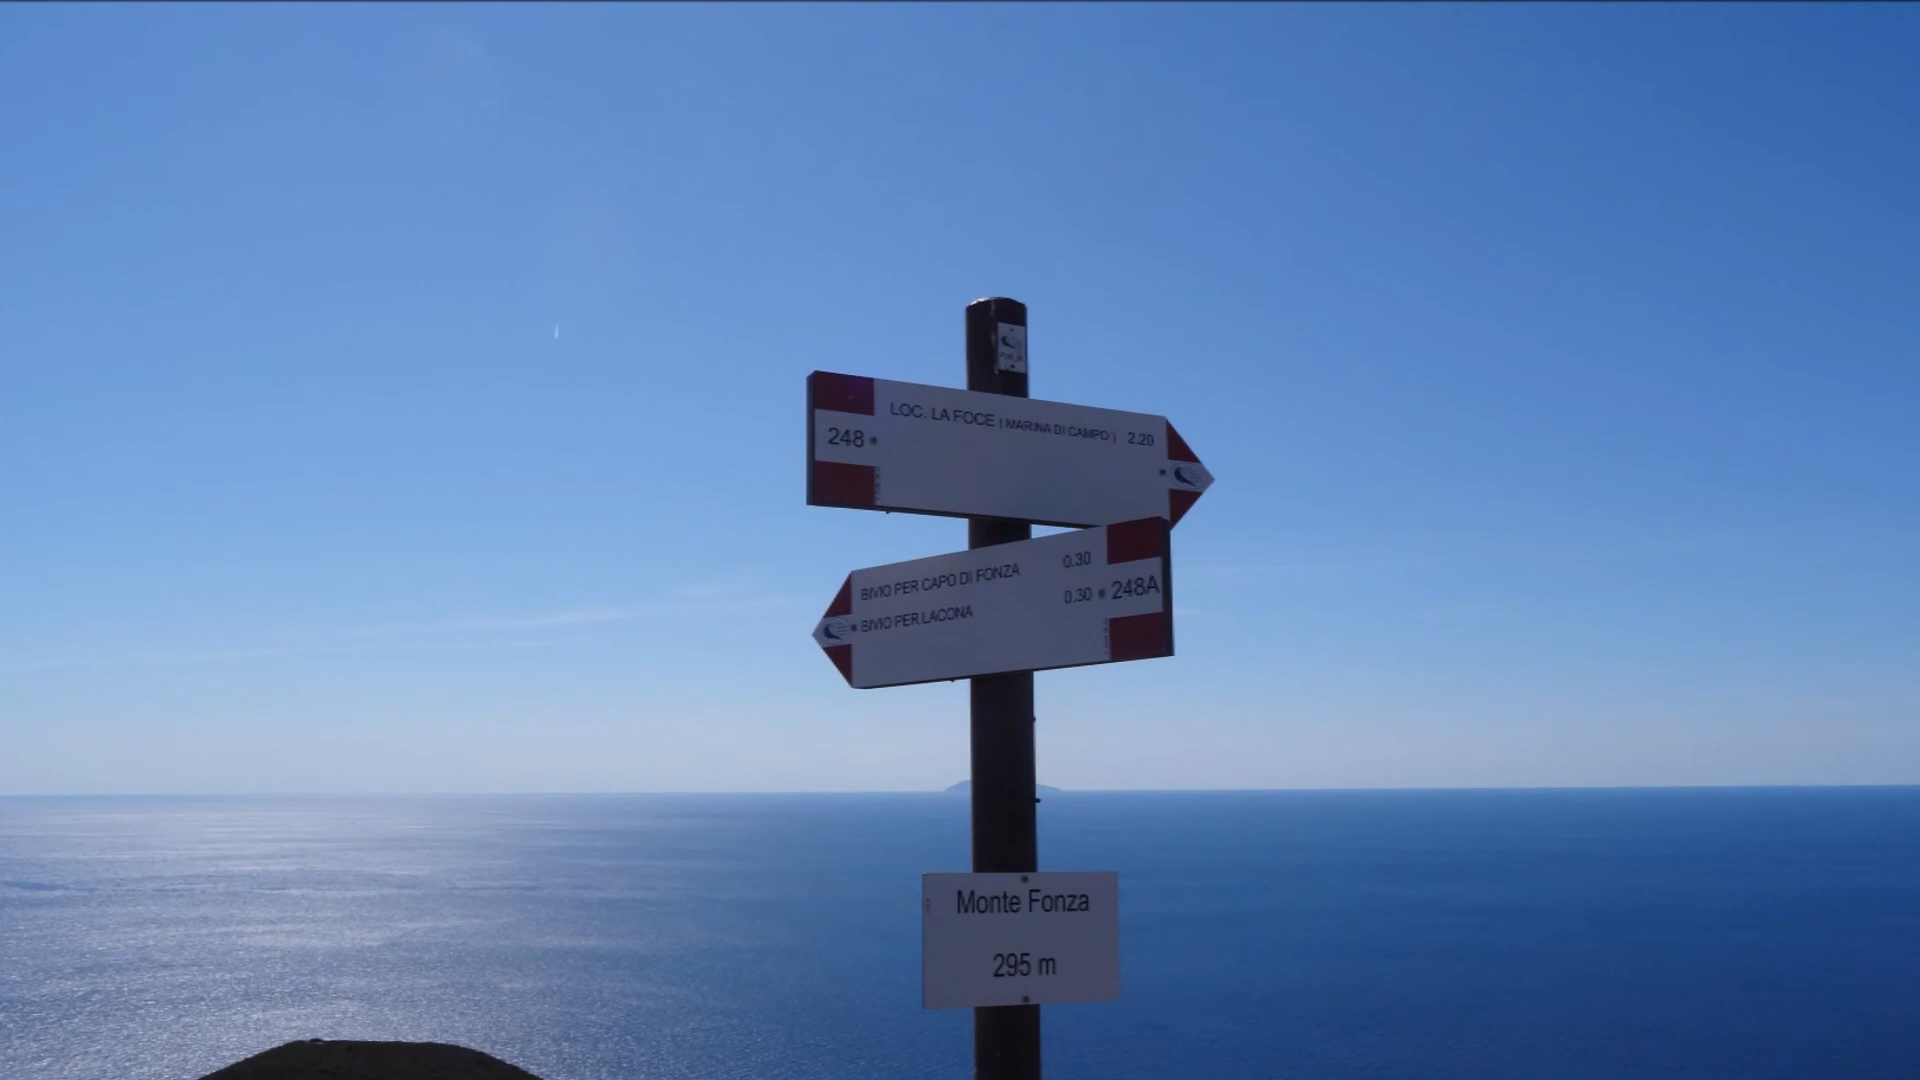 LOC. LA FOCE ( MARINA DI CAMPO ) 2.20
248
BIVIO PER CAPO DI FONZA 0.30
BIVIO PER LACONA 0.30 248A
Monte Fonza
295 m